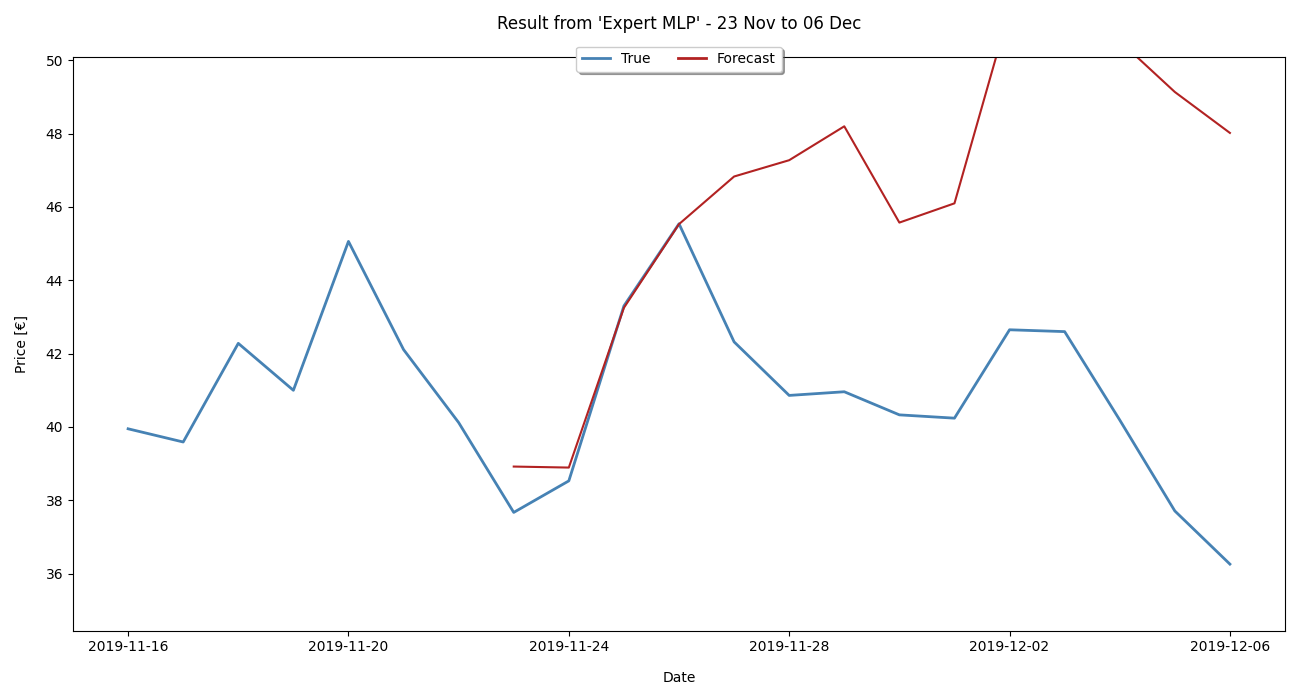 Result from 'Expert MLP' - 23 Nov to 06 Dec
True Forecast
50
48
46
44
42
40
38
36
Price [€]
2019-11-16 2019-11-20 2019-11-24 2019-11-28 2019-12-02 2019-12-06
Date